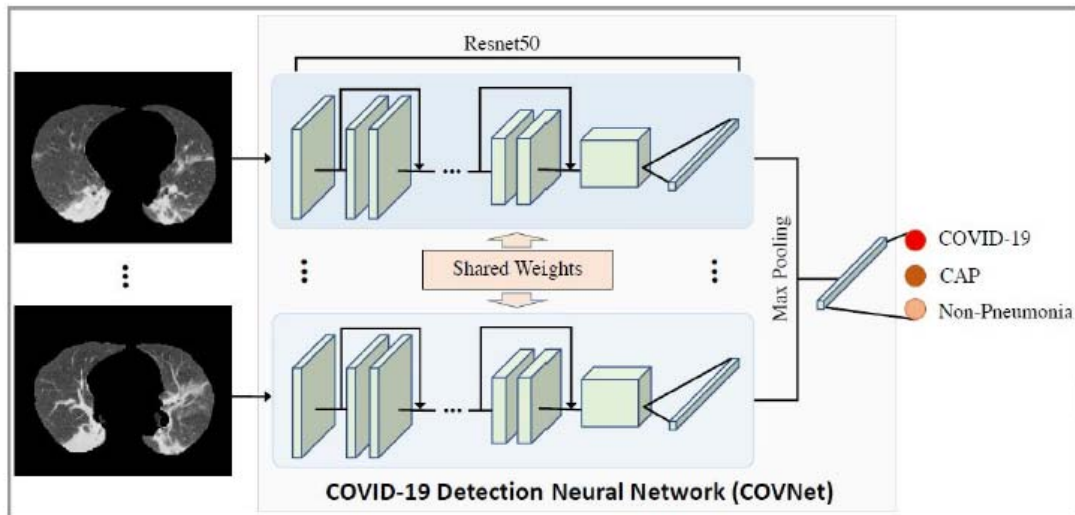 Resnet50
Shared Weights
Max Pooling
COVID-19
CAP
Non-Pneumonia
COVID-19 Detection Neural Network (COVNet)